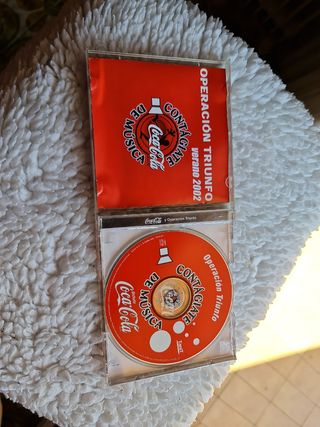 OPERACIÓN TRIUNFO
verano 2002
CONTÁGIATE
Coca-Cola
DE MÚSICA
Coca-Cola y Operación Triunfo
Operación Triunfo
CONTÁGIATE
DE MÚSICA
Coca-Cola